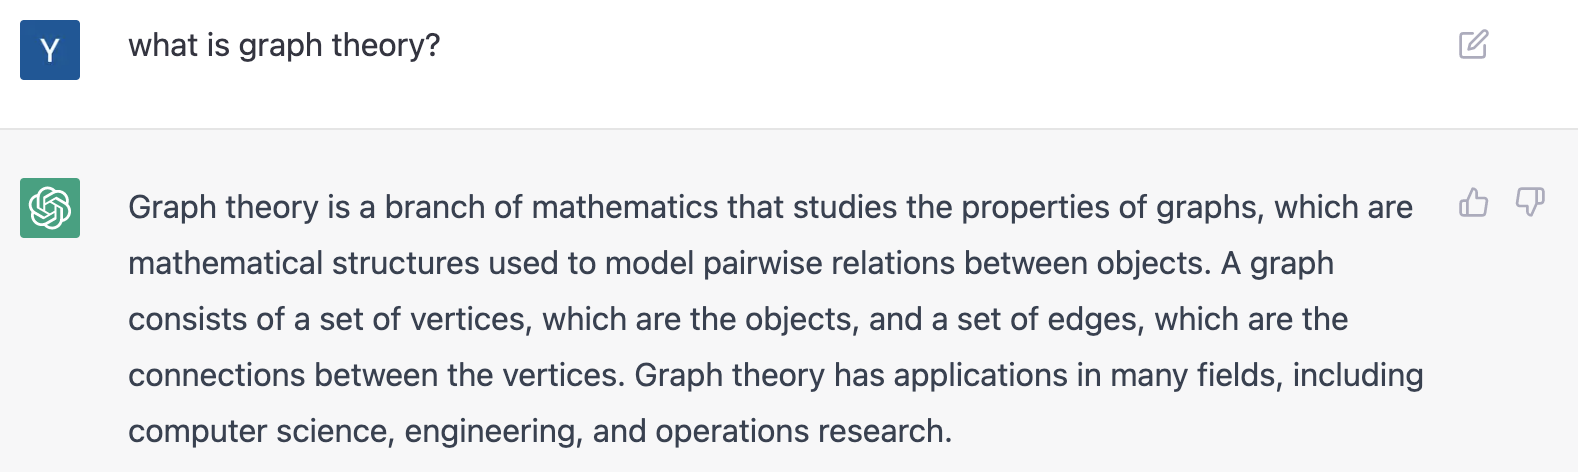 Y
what is graph theory?
Graph theory is a branch of mathematics that studies the properties of graphs, which are
mathematical structures used to model pairwise relations between objects. A graph
consists of a set of vertices, which are the objects, and a set of edges, which are the
connections between the vertices. Graph theory has applications in many fields, including
computer science, engineering, and operations research.